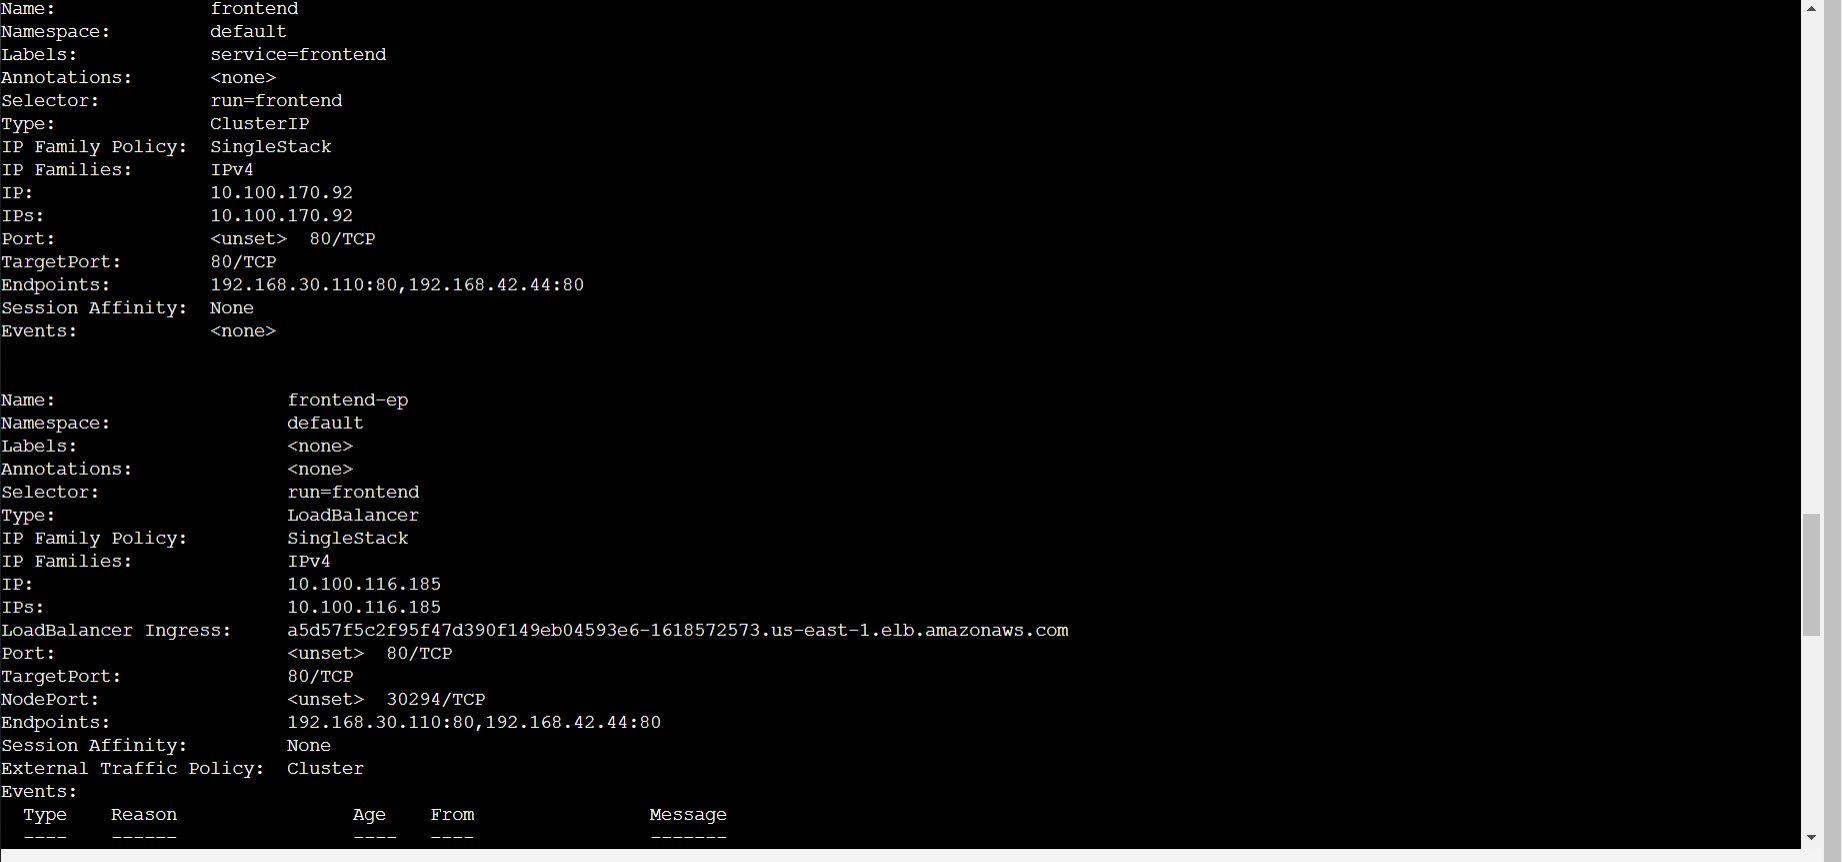 Name:              frontend
Namespace:         default
Labels:            service=frontend
Annotations:       <none>
Selector:          run=frontend
Type:              ClusterIP
IP Family Policy:  SingleStack
IP Families:       IPv4
IP:                10.100.170.92
IPs:               10.100.170.92
Port:              <unset>  80/TCP
TargetPort:        80/TCP
Endpoints:         192.168.30.110:80,192.168.42.44:80
Session Affinity:  None
Events:            <none>
Name:                     frontend-ep
Namespace:                default
Labels:                   <none>
Annotations:              <none>
Selector:                 run=frontend
Type:                     LoadBalancer
IP Family Policy:         SingleStack
IP Families:              IPv4
IP:                       10.100.116.185
IPs:                      10.100.116.185
LoadBalancer Ingress:     a5d57f5c2f95f47d390f149eb04593e6-1618572573.us-east-1.elb.amazonaws.com
Port:                     <unset>  80/TCP
TargetPort:               80/TCP
NodePort:                 <unset>  30294/TCP
Endpoints:                192.168.30.110:80,192.168.42.44:80
Session Affinity:         None
External Traffic Policy:  Cluster
Events:
  Type    Reason                Age   From                Message
  ----    ------                ----  ----                -------